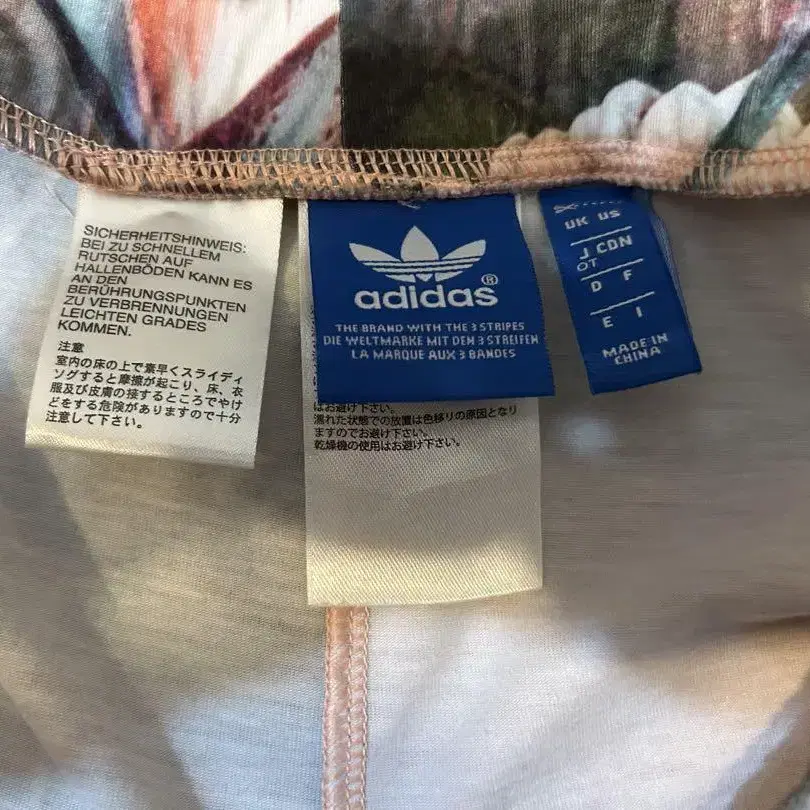 SICHERHEITSHINWEIS:
BEI ZU SCHNELLEM
RUTSCHEN AUF
HALLENBÖDEN KANN ES
AN DEN
BERÜHRUNGSPUNKTEN
ZU VERBRENNUNGEN
LEICHTEN GRADES
KOMMEN.
注意
室内の床の上で素早くスライディ
ングすると摩擦が起こり、床、衣
服及び皮膚の接するところでやけ
どをする危険がありますので十分
注意して下さい。
adidas®
THE BRAND WITH THE 3 STRIPES
DIE WELTMARKE MIT DEN 3 STREIFEN
LA MARQUE AUX 3 BANDES
はお避け下さい。
濡れた状態での放置は色移りの原因となり
ますのでお避け下さい。
乾燥機の使用はお避け下さい。
UK US
J CDN
OT
D F
E I
MADE IN
CHINA